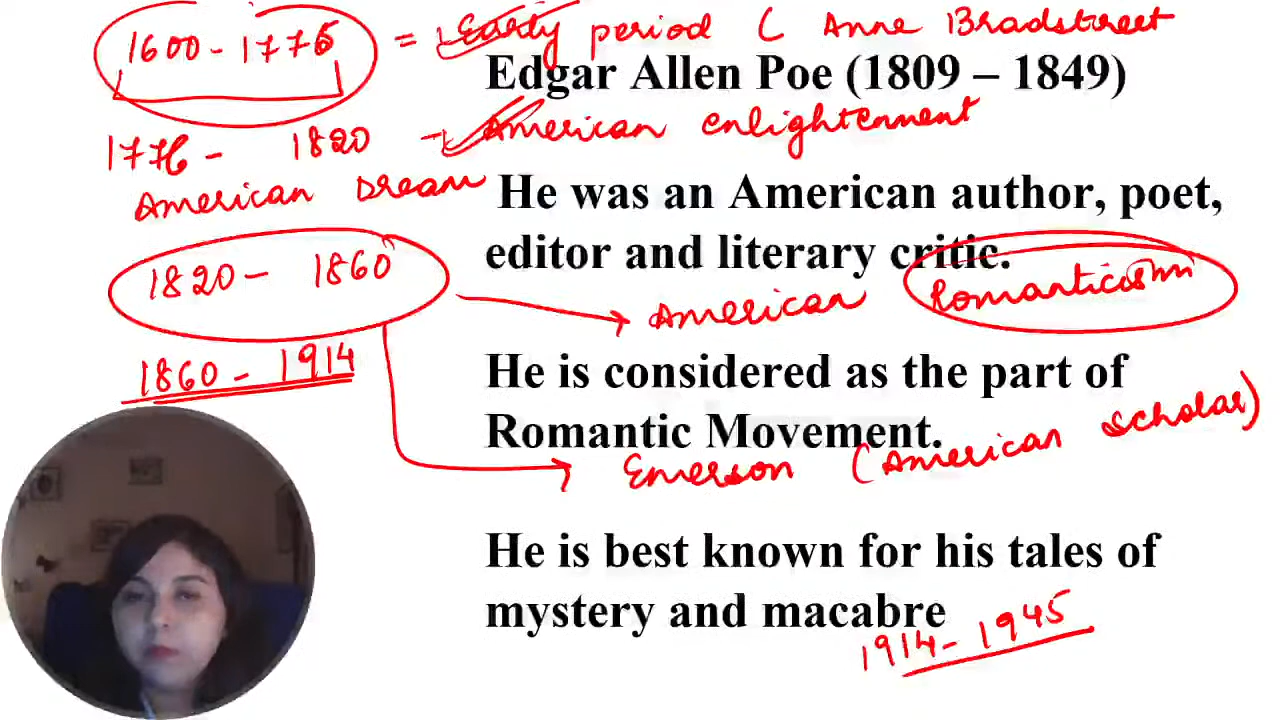 1600 - 1776 = Early period ( Anne Bradstreet
Edgar Allen Poe (1809 – 1849)
1776 - 1820 - American enlightenment
American Dream
He was an American author, poet,
editor and literary critic.
1820 - 1860
American Romanticism
1860 - 1914
He is considered as the part of
Romantic Movement.
Emerson (American scholar)
He is best known for his tales of
mystery and macabre
1914 - 1945